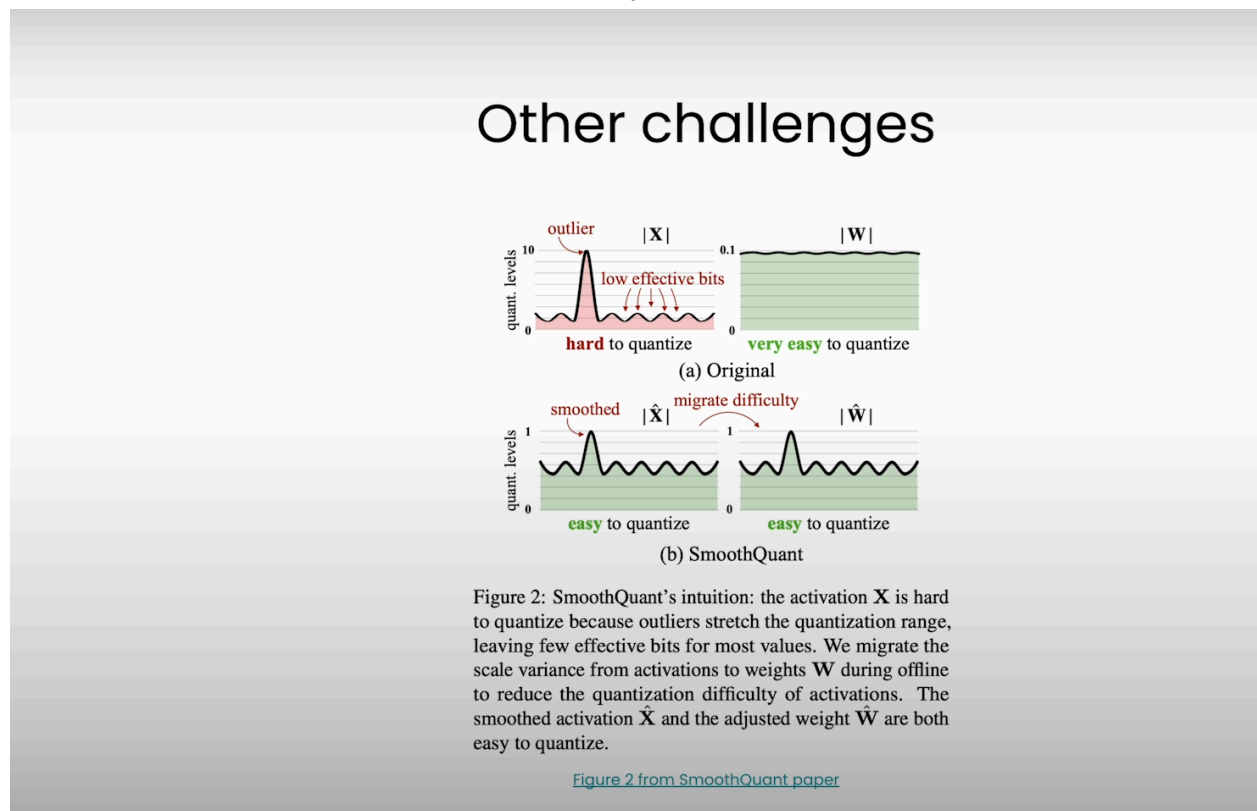 Other challenges
outlier
|X|
|W|
10
0.1
quant. levels
low effective bits
0
0
hard to quantize
very easy to quantize
(a) Original
migrate difficulty
smoothed
|X̂|
|Ŵ|
1
1
quant. levels
0
0
easy to quantize
easy to quantize
(b) SmoothQuant
Figure 2: SmoothQuant's intuition: the activation X is hard
to quantize because outliers stretch the quantization range,
leaving few effective bits for most values. We migrate the
scale variance from activations to weights W during offline
to reduce the quantization difficulty of activations. The
smoothed activation X̂ and the adjusted weight Ŵ are both
easy to quantize.
Figure 2 from SmoothQuant paper